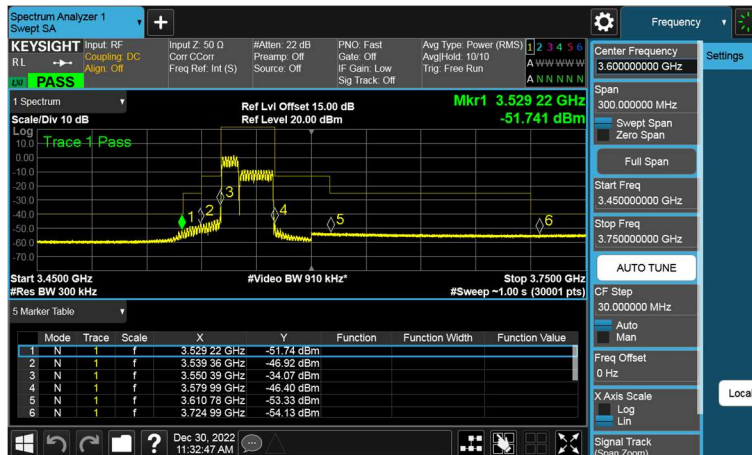 Spectrum Analyzer 1
Swept SA
Frequency
KEYSIGHT
RL
LXI
PASS
Input: RF
Coupling: DC
Align: Off
Input Z: 50 Ω
Corr CCorr
Freq Ref: Int (S)
#Atten: 22 dB
Preamp: Off
Source: Off
PNO: Fast
Gate: Off
IF Gain: Low
Sig Track: Off
Avg Type: Power (RMS)
Avg|Hold: 10/10
Trig: Free Run
1 2 3 4 5 6
A W W W W W
A N N N N N
1 Spectrum
Scale/Div 10 dB
Ref Lvl Offset 15.00 dB
Ref Level 20.00 dBm
Mkr1 3.529 22 GHz
-51.741 dBm
Log
Trace 1 Pass
10.0
0.00
-10.0
-20.0
-30.0
-40.0
-50.0
-60.0
-70.0
1
2
3
4
5
6
Start 3.4500 GHz
#Res BW 300 kHz
#Video BW 910 kHz*
Stop 3.7500 GHz
#Sweep ~1.00 s (30001 pts)
5 Marker Table
Mode Trace Scale X Y Function Function Width Function Value
1 N 1 f 3.529 22 GHz -51.74 dBm
2 N 1 f 3.539 36 GHz -46.92 dBm
3 N 1 f 3.550 39 GHz -34.07 dBm
4 N 1 f 3.579 99 GHz -46.40 dBm
5 N 1 f 3.610 78 GHz -53.33 dBm
6 N 1 f 3.724 99 GHz -54.13 dBm
?
Dec 30, 2022
11:32:47 AM
Center Frequency
3.600000000 GHz
Settings
Span
300.000000 MHz
Swept Span
Zero Span
Full Span
Start Freq
3.450000000 GHz
Stop Freq
3.750000000 GHz
AUTO TUNE
CF Step
30.000000 MHz
Auto
Man
Freq Offset
0 Hz
X Axis Scale
Log
Lin
Local
Signal Track
(Span Zoom)